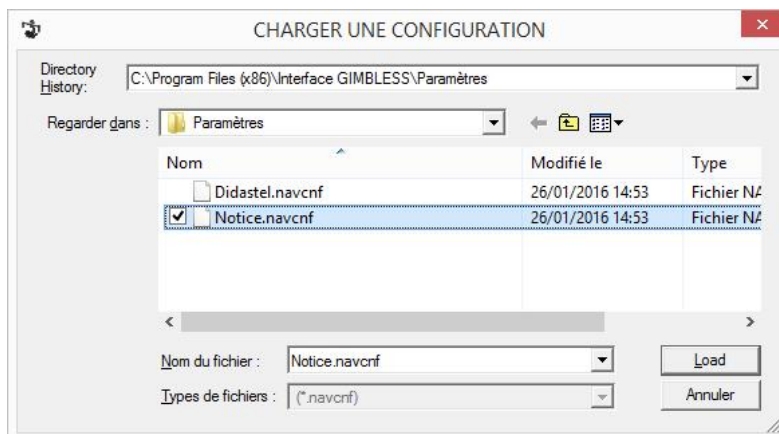 CHARGER UNE CONFIGURATION
Directory
History:
C:\Program Files (x86)\Interface GIMBLESS\Paramètres
Regarder dans : Paramètres
Nom Modifié le Type
Didastel.navcnf 26/01/2016 14:53 Fichier NA
Notice.navcnf 26/01/2016 14:53 Fichier NA
Nom du fichier : Notice.navcnf Load
Types de fichiers : (*.navcnf) Annuler